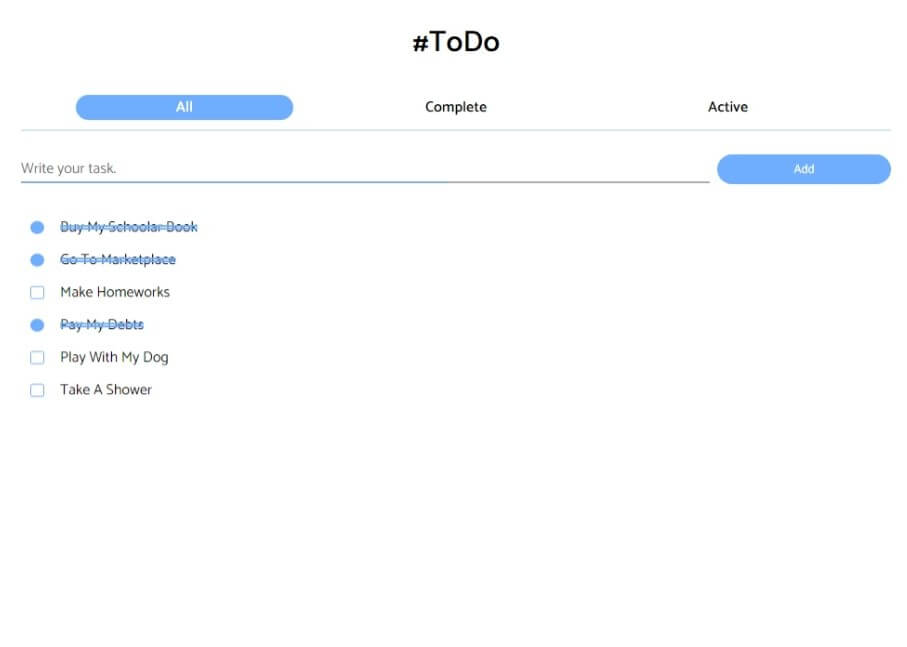 #ToDo
All Complete Active
Write your task. Add
Buy My Schoolar Book
Go To Marketplace
Make Homeworks
Pay My Debts
Play With My Dog
Take A Shower